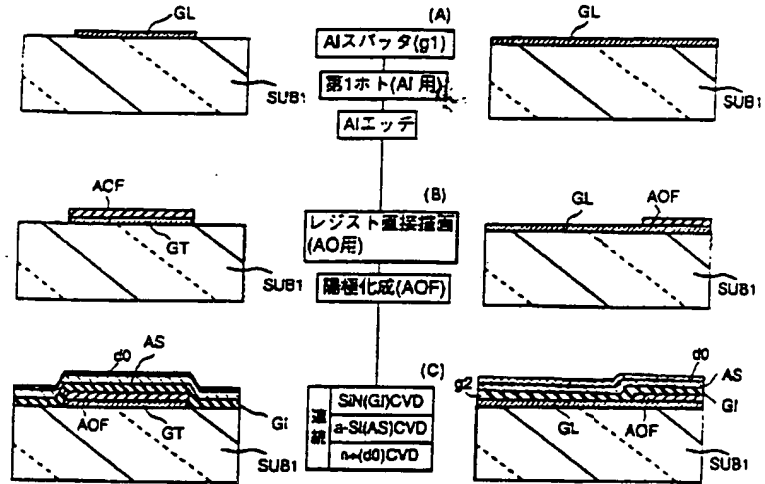 GL
SUB1
(A)
Alスパッタ(g1)
第1ホト(Al 用)
Alエッチ
GL
SUB1
ACF
GT
SUB1
(B)
レジスト直接描画
(AO用)
陽極化成(AOF)
GL
AOF
SUB1
d0
AS
AOF
GT
GI
SUB1
(C)
連続
SiN(GI)CVD
a-Si(AS)CVD
n+(d0)CVD
g2
d0
AS
GI
GL
AOF
SUB1